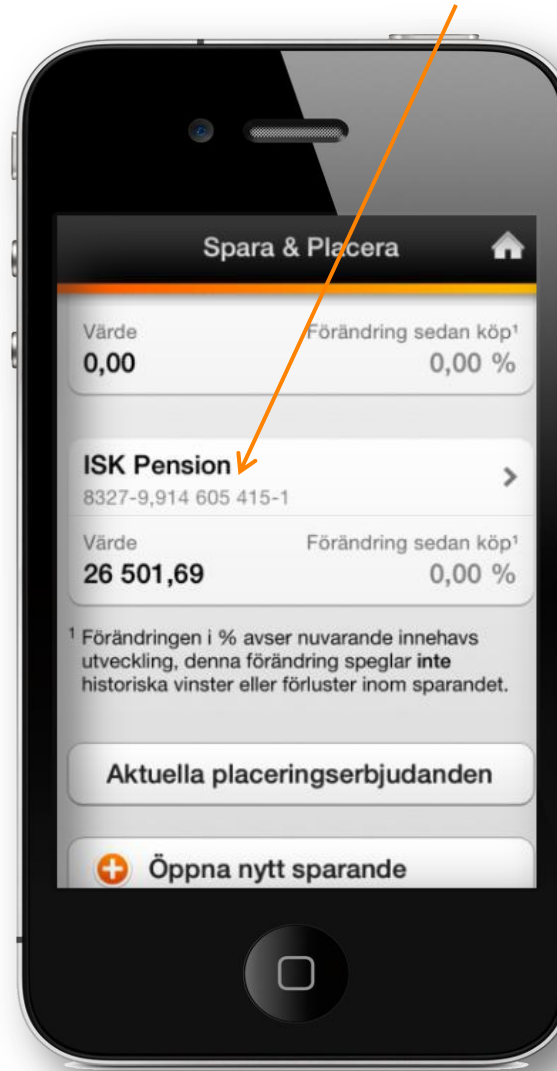 Spara & Placera
Värde Förändring sedan köp¹
0,00 0,00 %
ISK Pension
8327-9,914 605 415-1
Värde Förändring sedan köp¹
26 501,69 0,00 %
¹ Förändringen i % avser nuvarande innehavs
utveckling, denna förändring speglar inte
historiska vinster eller förluster inom sparandet.
Aktuella placeringserbjudanden
Öppna nytt sparande